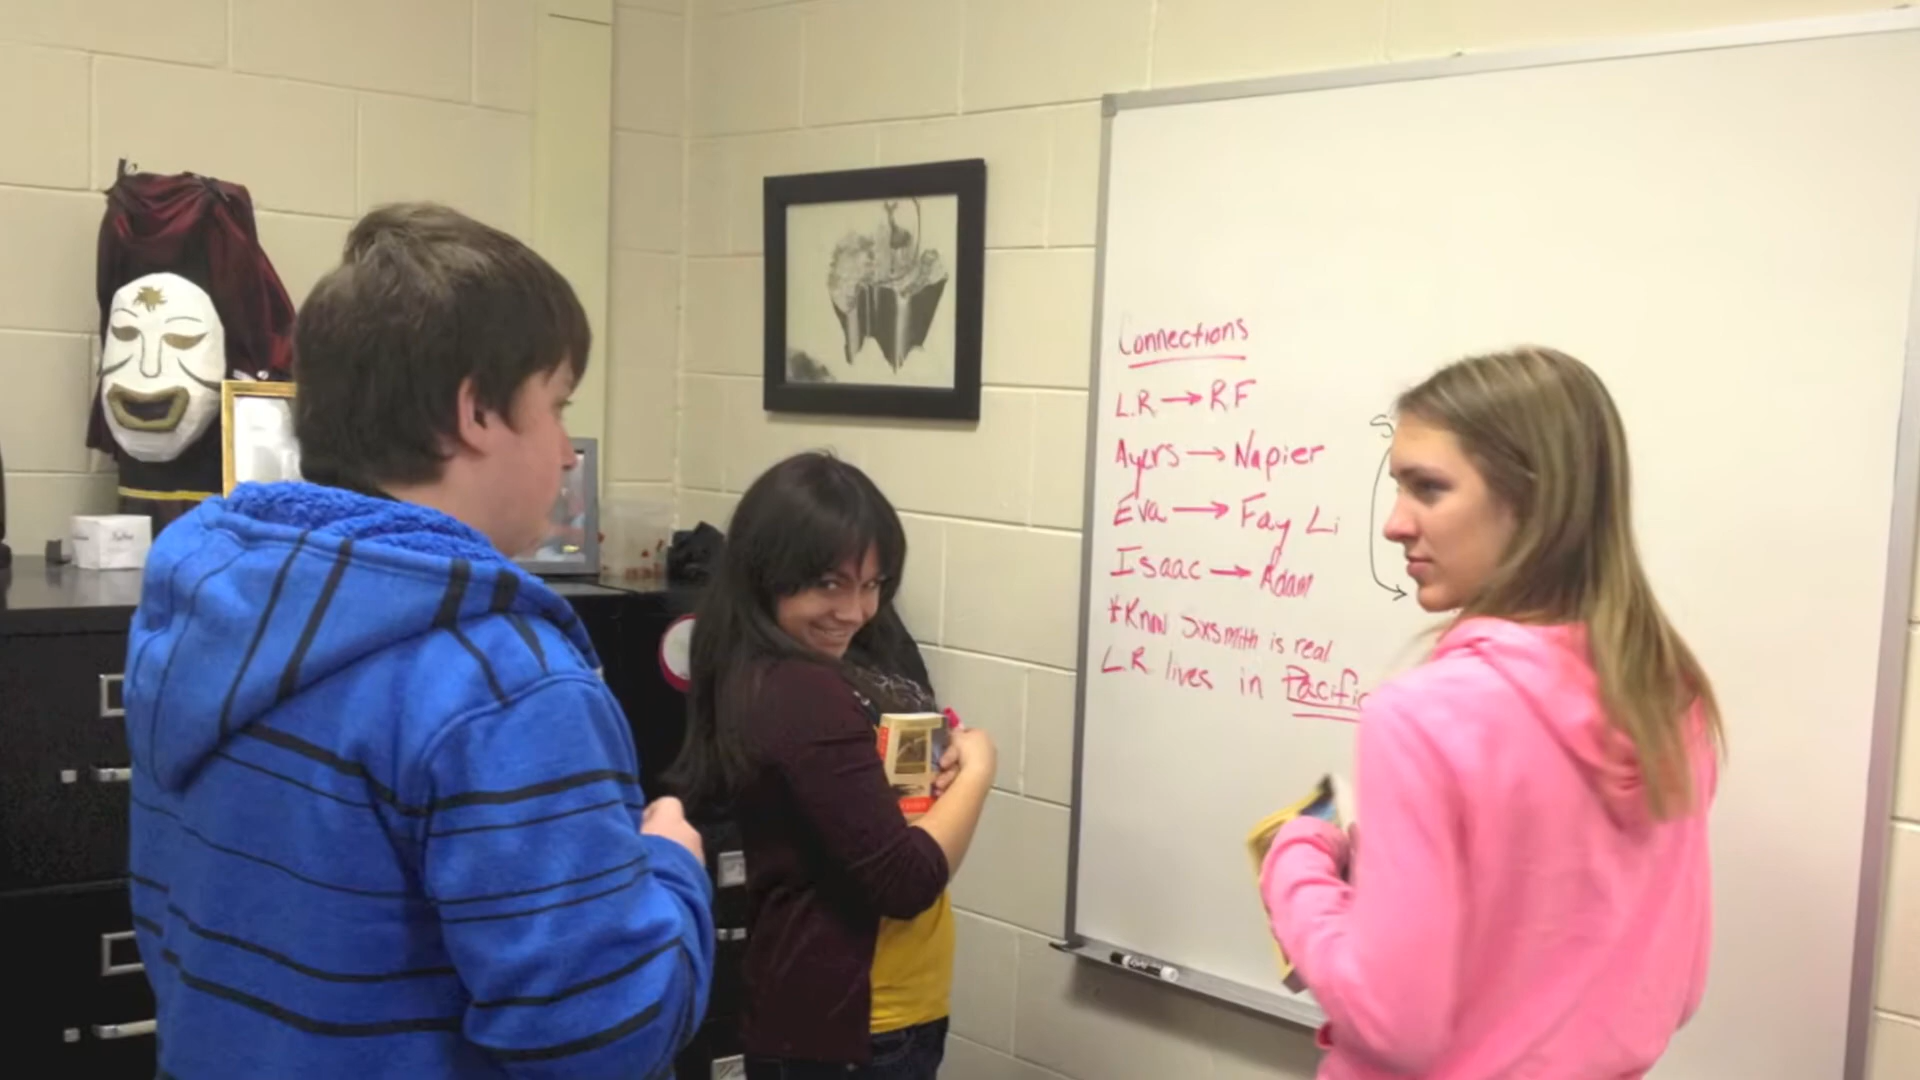 Connections
L.R → RF
Ayers → Napier
Eva → Fay Li
Isaac → Adam
*Know Sixsmith is real
L.R. lives in Pacific
S